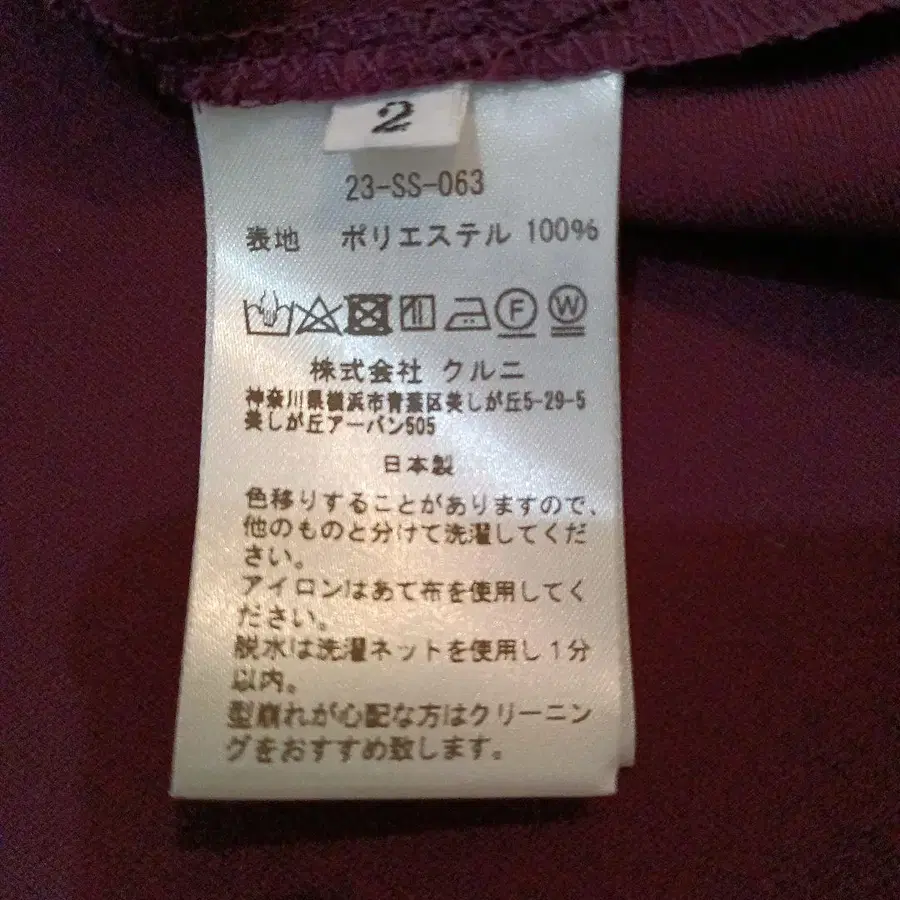 2
23-SS-063
表地 ポリエステル 100%
F W
株式会社 クルニ
神奈川県横浜市青葉区美しが丘5-29-5
美しが丘アーバン505
日本製
色移りすることがありますので、
他のものと分けて洗濯してくだ
さい。
アイロンはあて布を使用してく
ださい。
脱水は洗濯ネットを使用し1分
以内。
型崩れが心配な方はクリーニン
グをおすすめ致します。